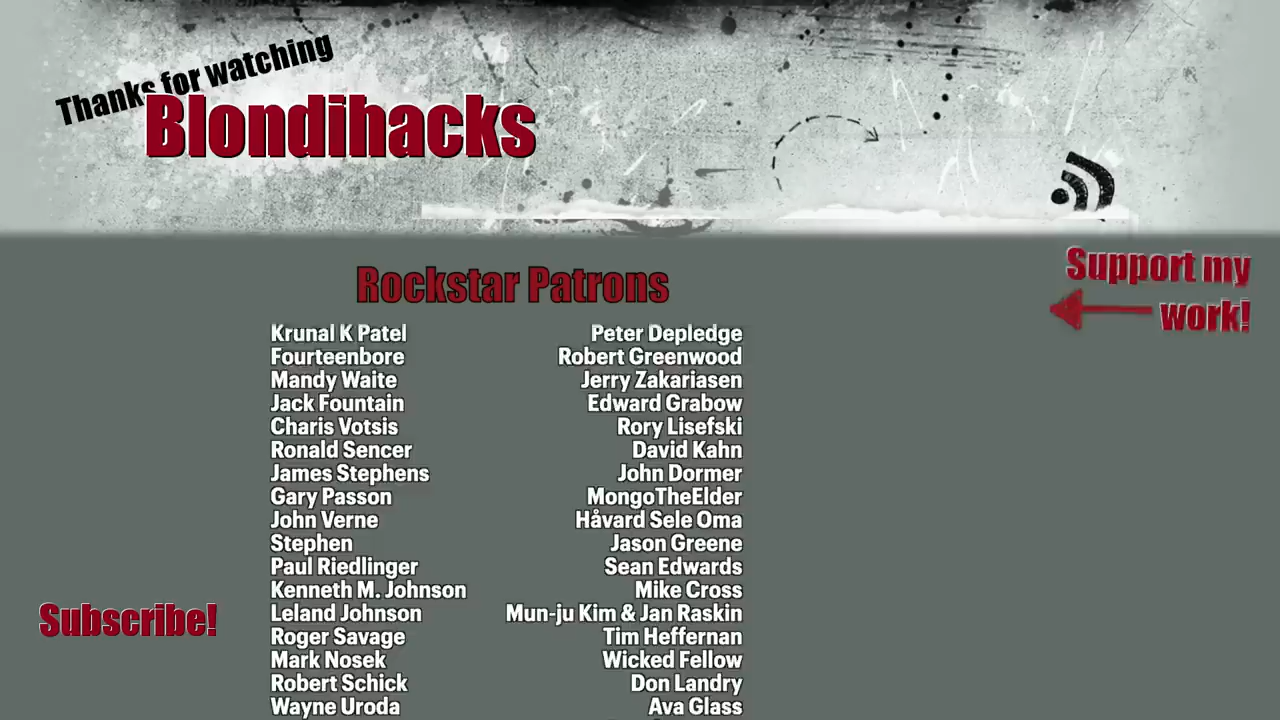 Thanks for watching
Blondihacks
Support my
work!
Rockstar Patrons
Krunal K Patel
Fourteenbore
Mandy Waite
Jack Fountain
Charis Votsis
Ronald Sencer
James Stephens
Gary Passon
John Verne
Stephen
Paul Riedlinger
Kenneth M. Johnson
Leland Johnson
Roger Savage
Mark Nosek
Robert Schick
Wayne Uroda
Peter Depledge
Robert Greenwood
Jerry Zakariasen
Edward Grabow
Rory Lisefski
David Kahn
John Dormer
MongoTheElder
Håvard Sele Oma
Jason Greene
Sean Edwards
Mike Cross
Mun-ju Kim & Jan Raskin
Tim Heffernan
Wicked Fellow
Don Landry
Ava Glass
Subscribe!